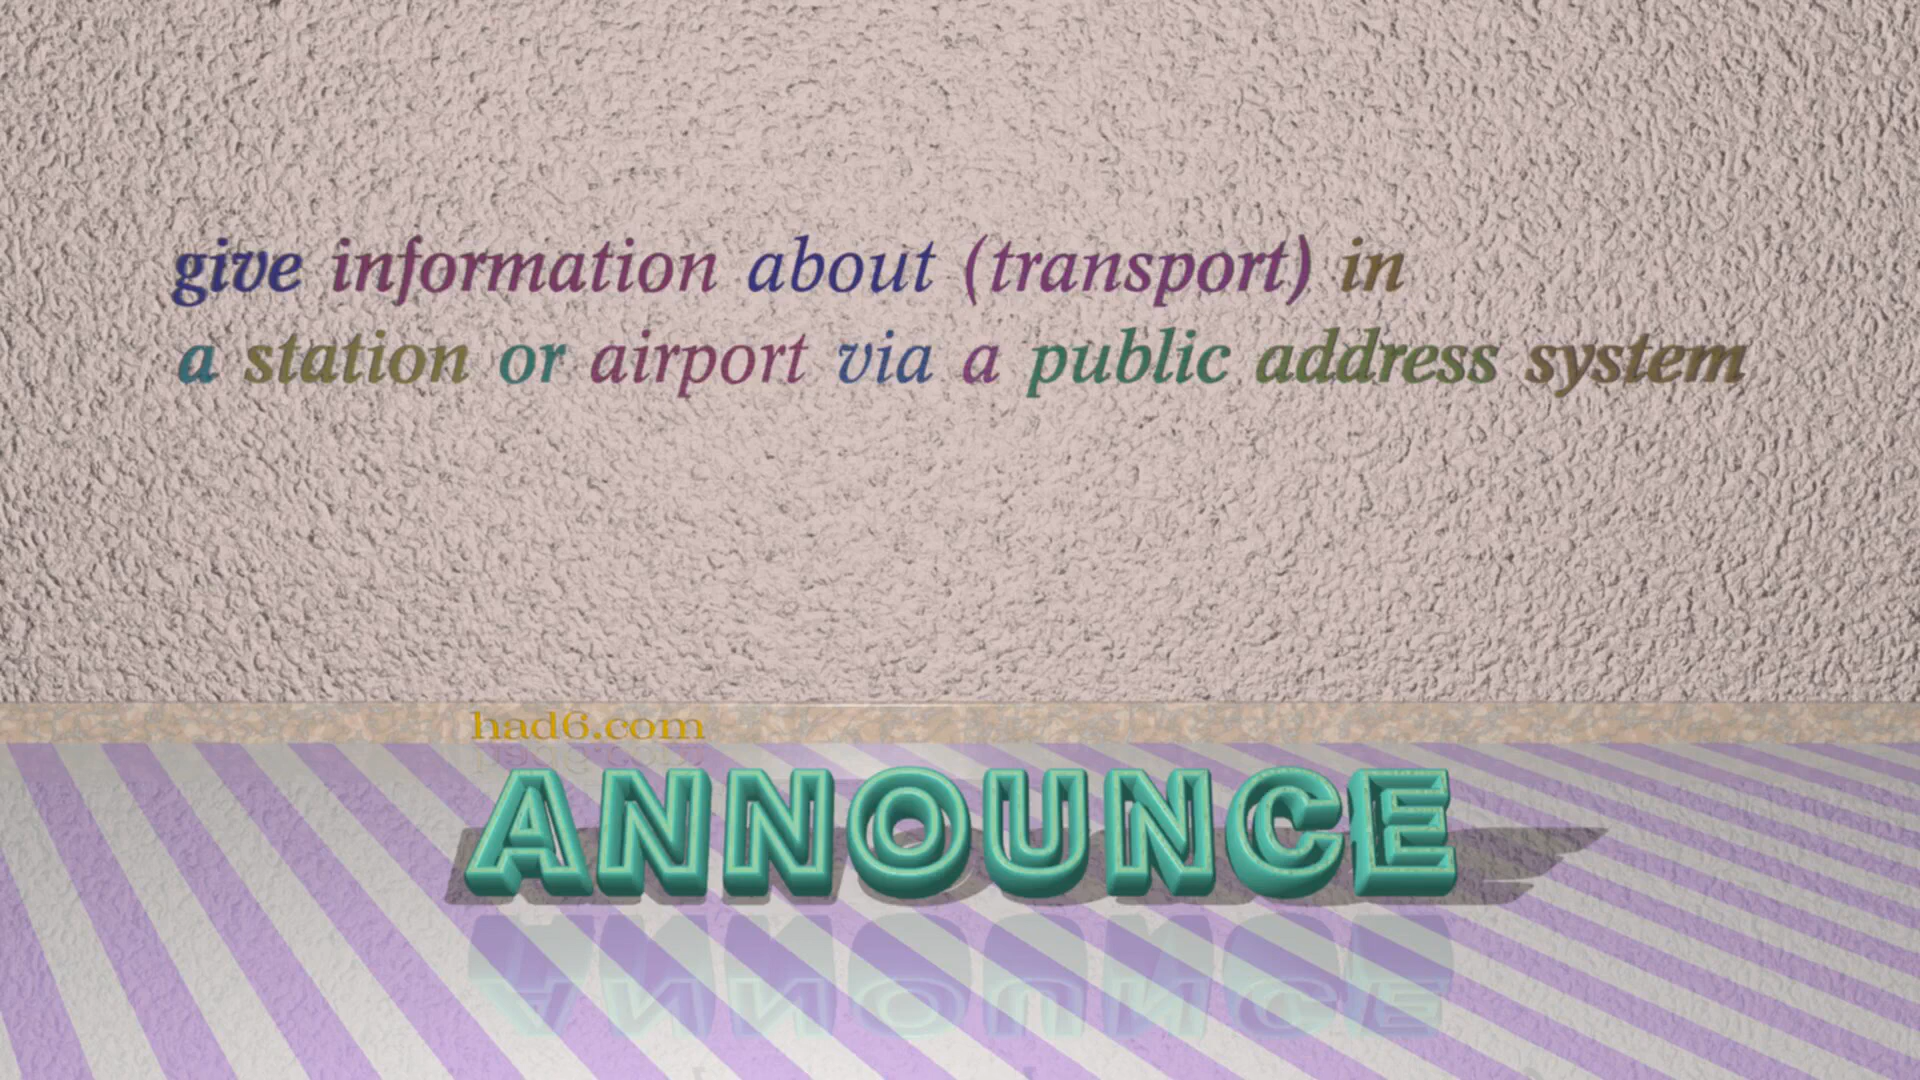 give information about (transport) in
a station or airport via a public address system
had6.com
ANNOUNCE